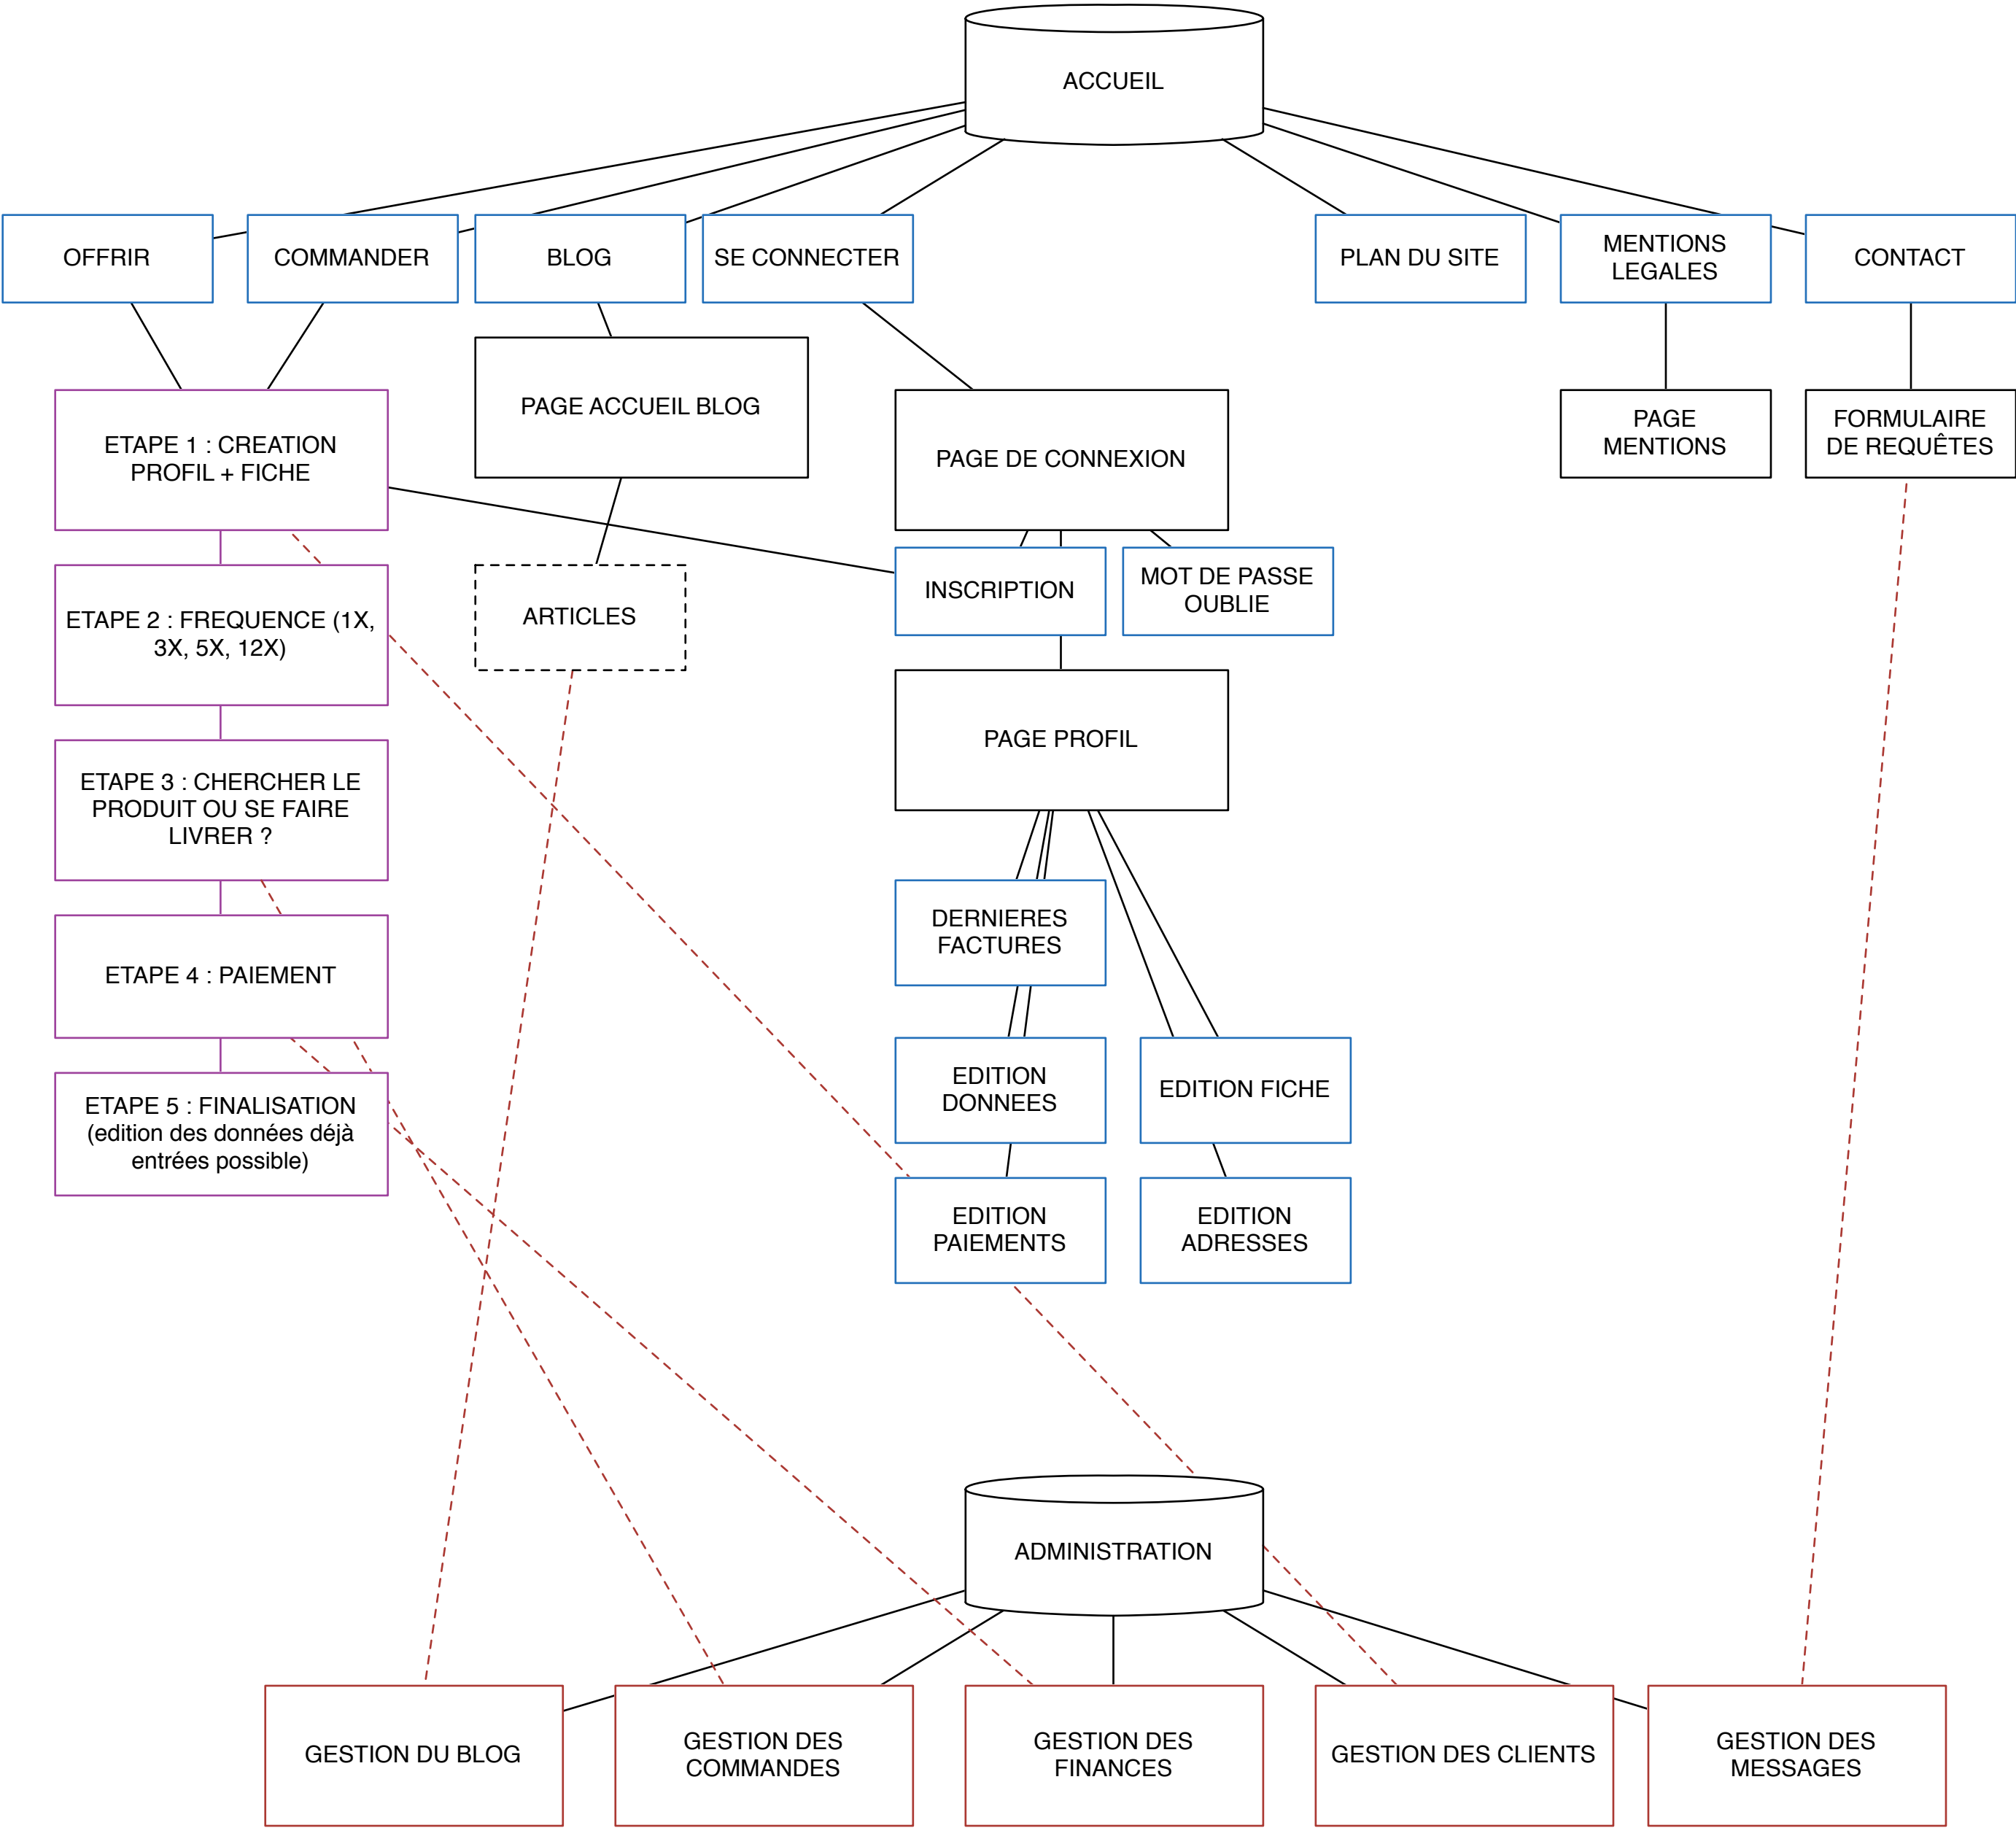 ACCUEIL
OFFRIR
COMMANDER
BLOG
SE CONNECTER
PLAN DU SITE
MENTIONS
LEGALES
CONTACT
ETAPE 1 : CREATION
PROFIL + FICHE
PAGE ACCUEIL BLOG
PAGE DE CONNEXION
PAGE
MENTIONS
FORMULAIRE
DE REQUÊTES
ETAPE 2 : FREQUENCE (1X,
3X, 5X, 12X)
ARTICLES
INSCRIPTION
MOT DE PASSE
OUBLIE
ETAPE 3 : CHERCHER LE
PRODUIT OU SE FAIRE
LIVRER ?
PAGE PROFIL
ETAPE 4 : PAIEMENT
DERNIERES
FACTURES
ETAPE 5 : FINALISATION
(edition des données déjà
entrées possible)
EDITION
DONNEES
EDITION FICHE
EDITION
PAIEMENTS
EDITION
ADRESSES
ADMINISTRATION
GESTION DU BLOG
GESTION DES
COMMANDES
GESTION DES
FINANCES
GESTION DES CLIENTS
GESTION DES
MESSAGES